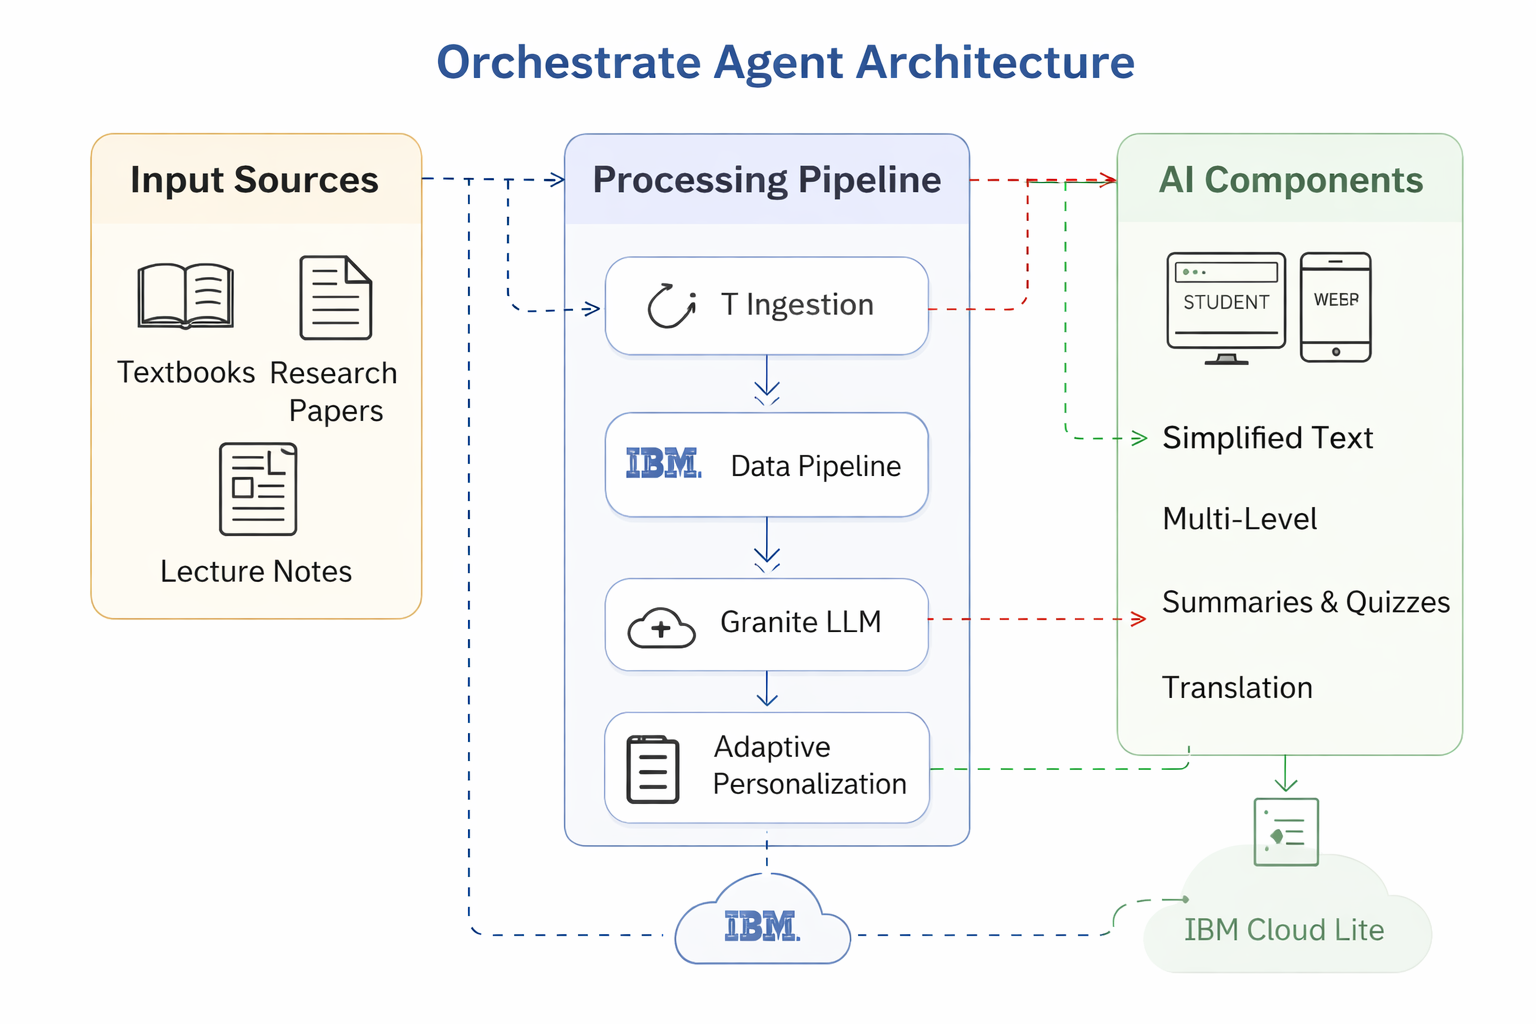 Orchestrate Agent Architecture
Input Sources
Textbooks
Research
Papers
Lecture Notes
Processing Pipeline
T Ingestion
IBM. Data Pipeline
Granite LLM
Adaptive
Personalization
IBM.
AI Components
STUDENT
WEBP
Simplified Text
Multi-Level
Summaries & Quizzes
Translation
IBM Cloud Lite